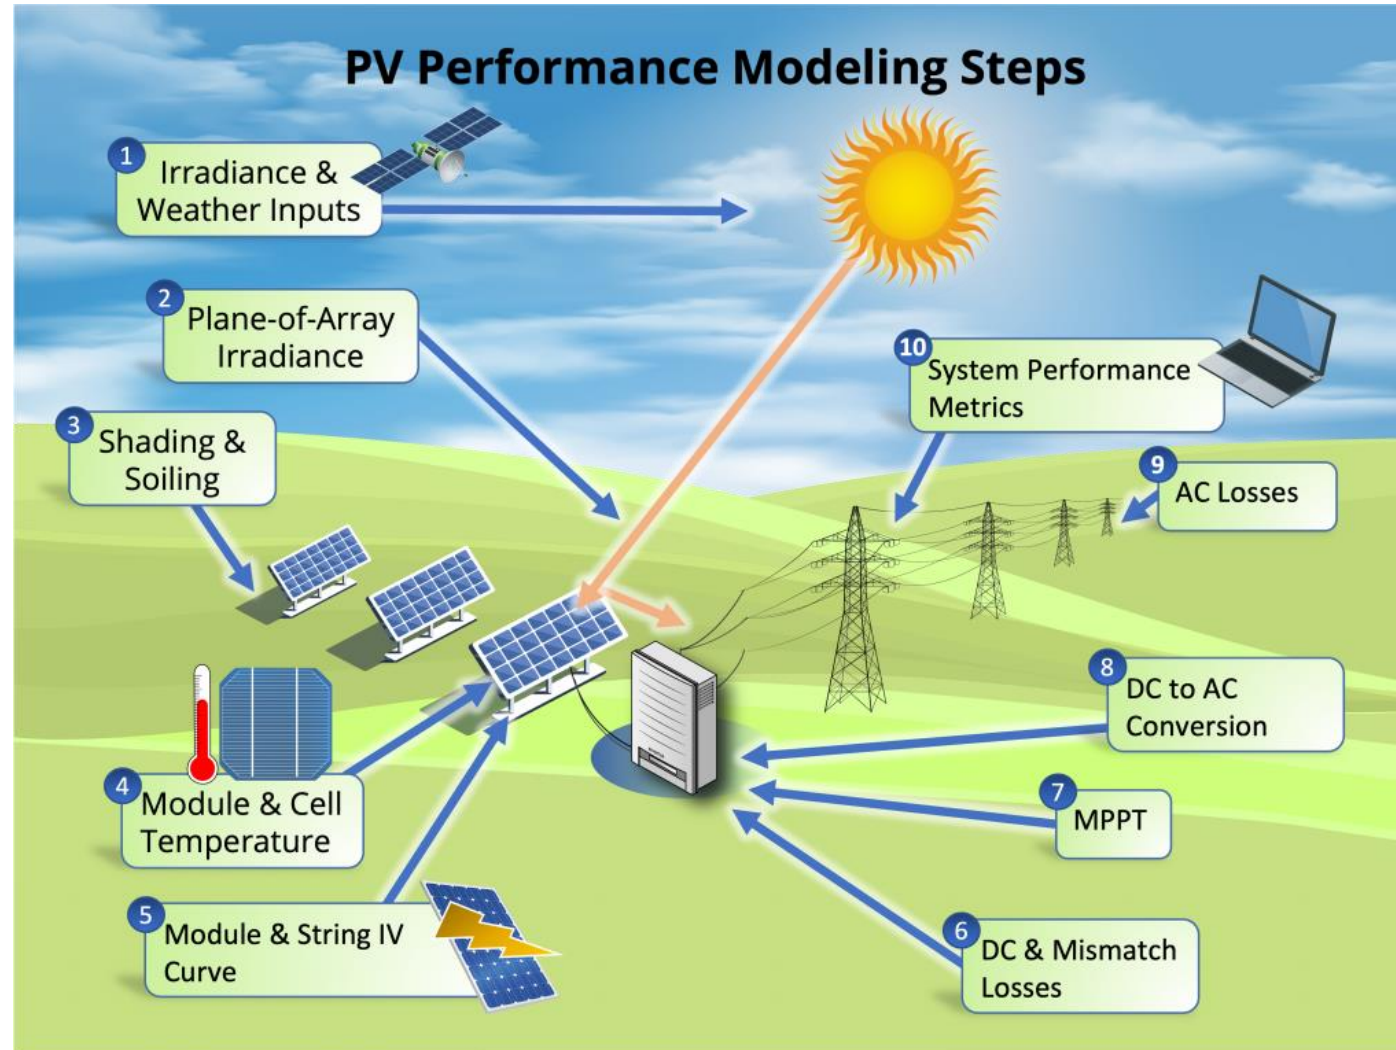 PV Performance Modeling Steps
1
Irradiance &
Weather Inputs
2
Plane-of-Array
Irradiance
3
Shading &
Soiling
4
Module & Cell
Temperature
5
Module & String IV
Curve
6
DC & Mismatch
Losses
7
MPPT
8
DC to AC
Conversion
9
AC Losses
10
System Performance
Metrics